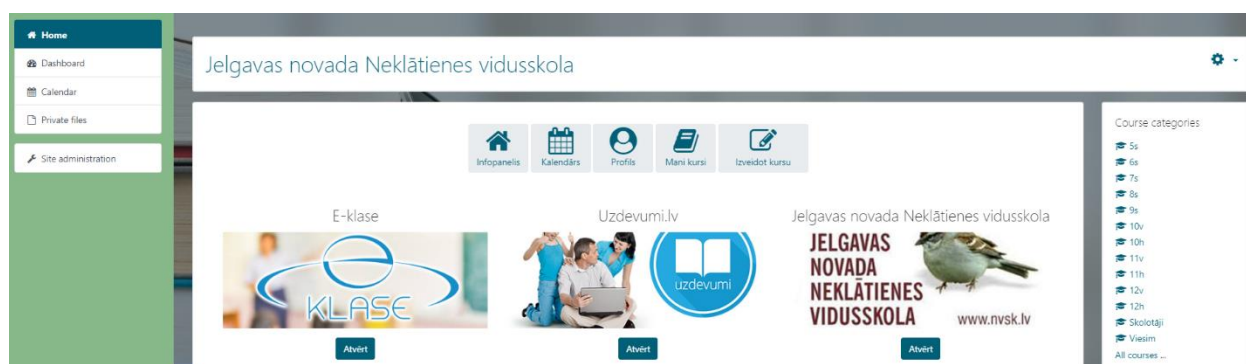 Home
Dashboard
Calendar
Private files
Site administration
Jelgavas novada Neklātienes vidusskola
Infopanelis
Kalendārs
Profils
Mani kursi
Izveidot kursu
E-klase
e
KLASE
Atvērt
Uzdevumi.lv
uzdevumi
Atvērt
Jelgavas novada Neklātienes vidusskola
JELGAVAS
NOVADA
NEKLĀTIENES
VIDUSSKOLA
www.nvsk.lv
Atvērt
Course categories
5s
6s
7s
8s
9s
10v
10h
11v
11h
12v
12h
Skolotāji
Viesim
All courses ...